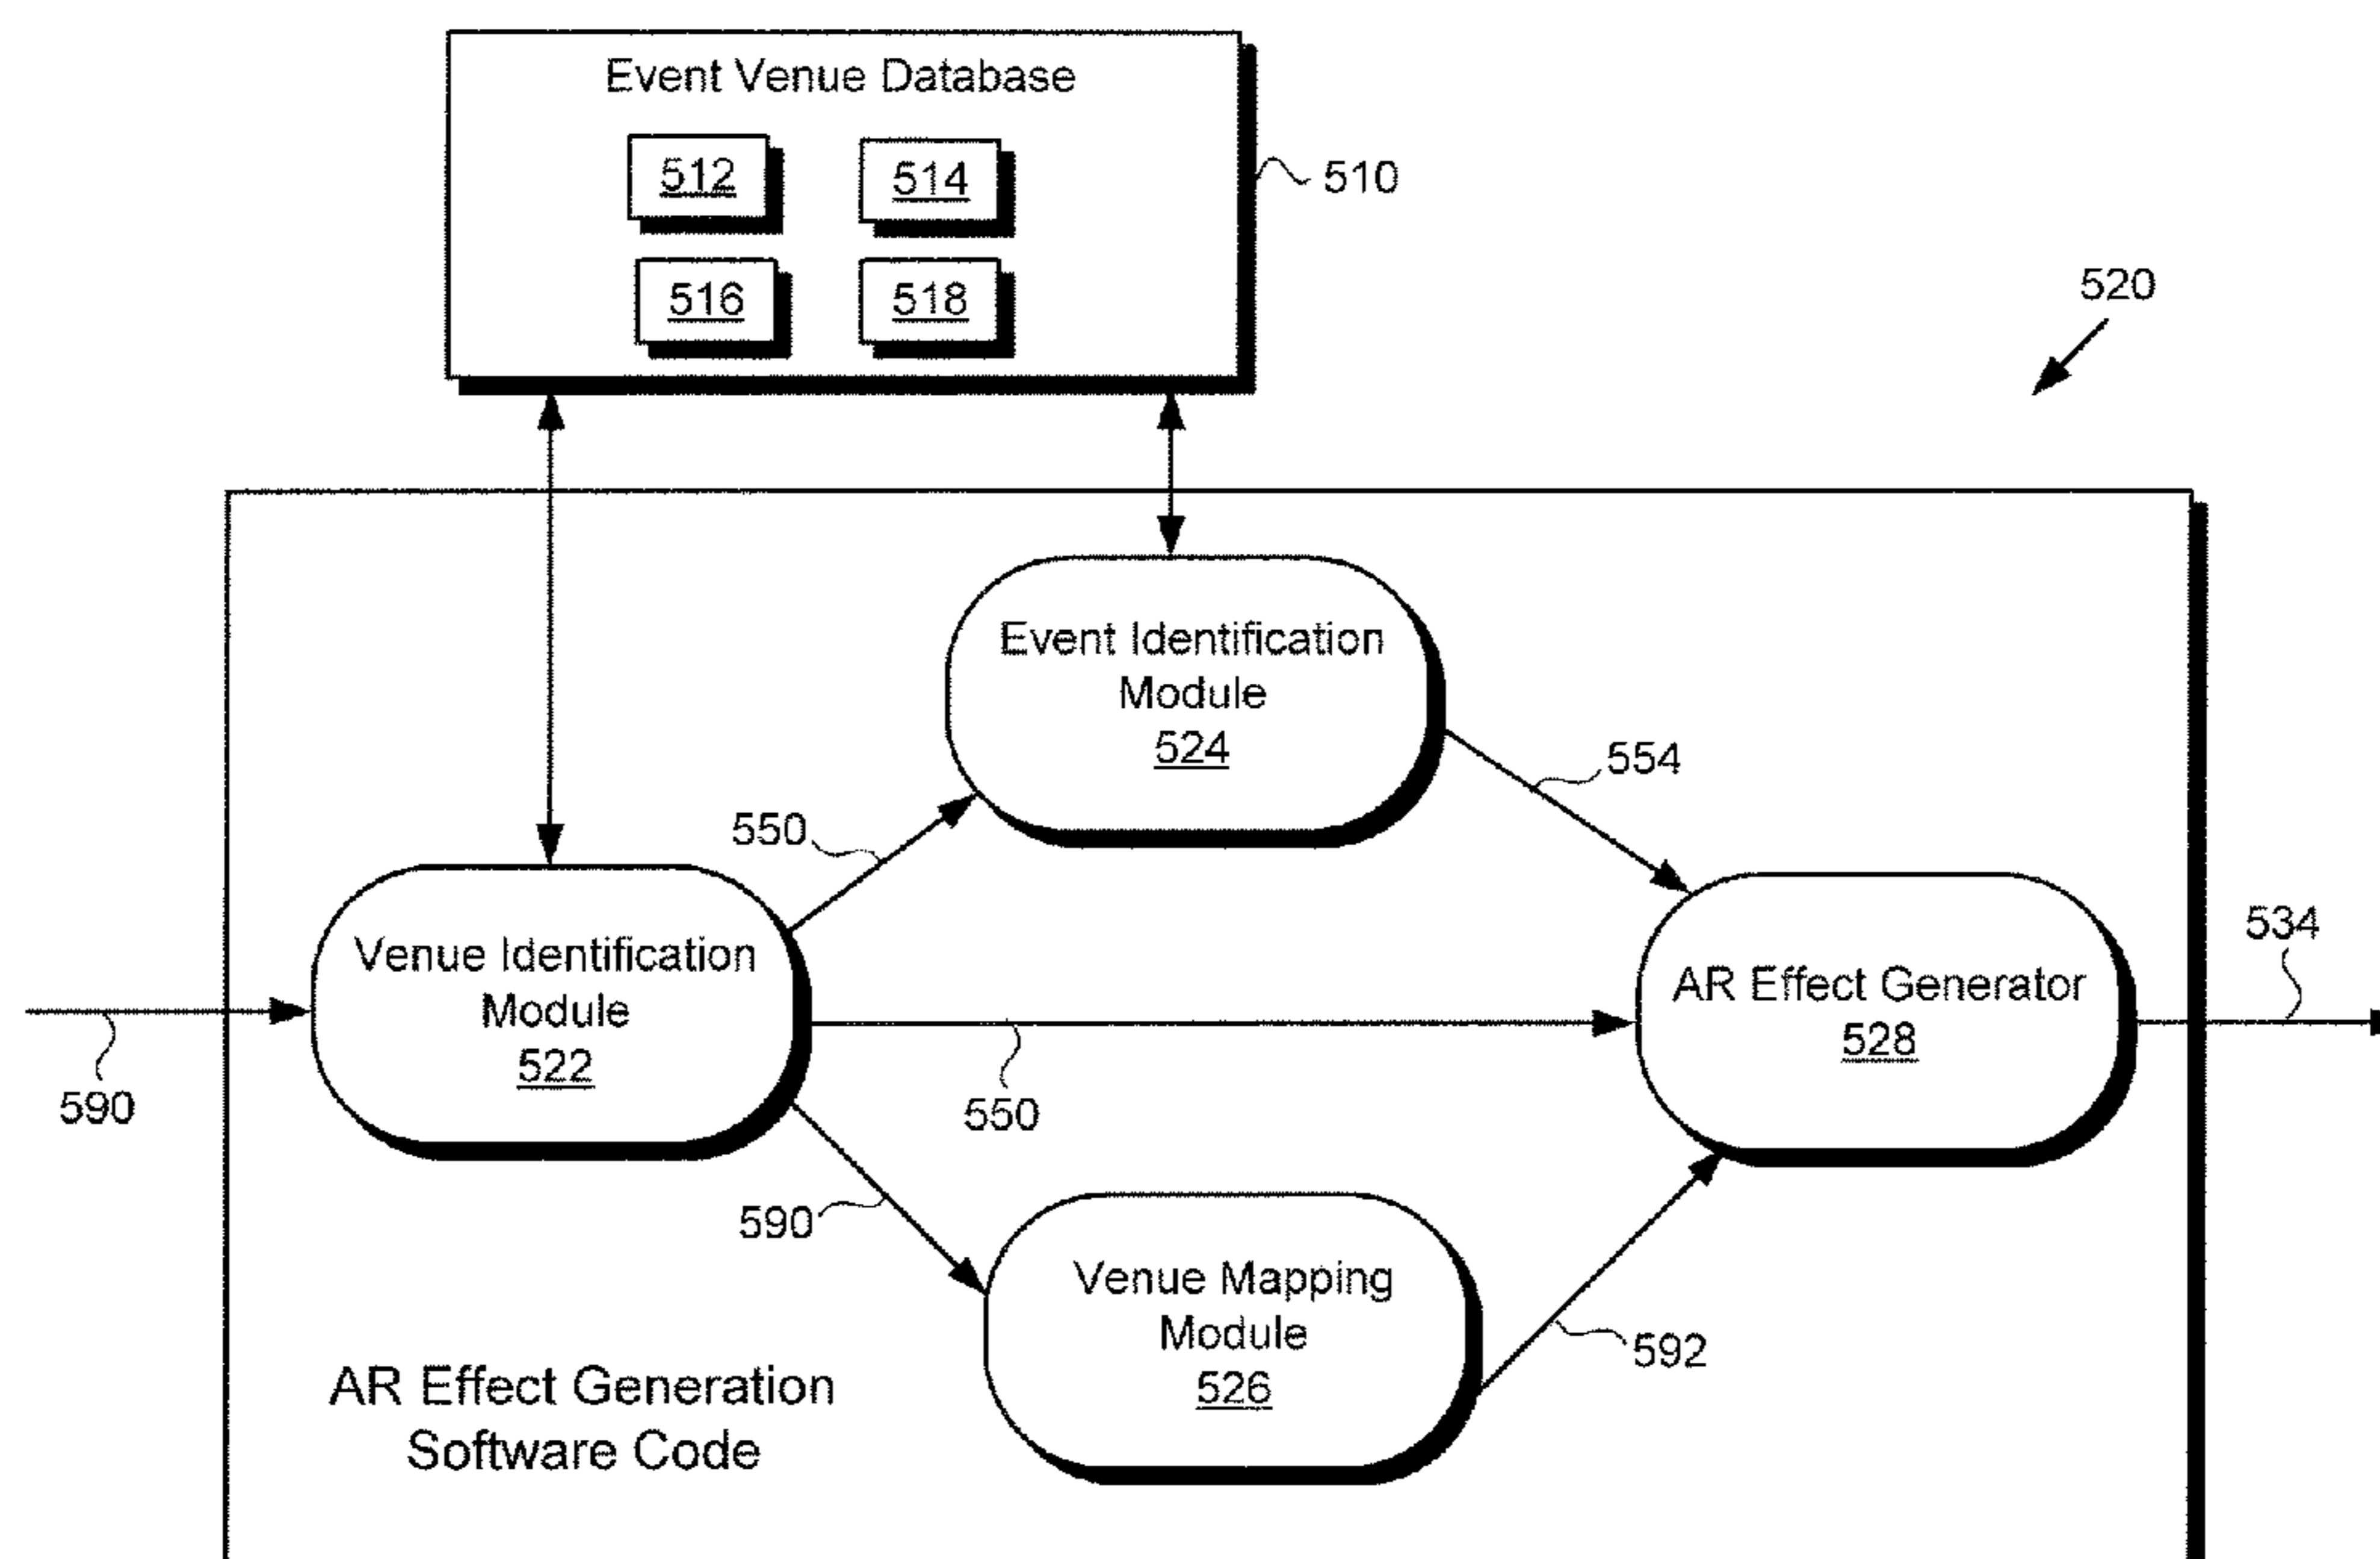 Event Venue Database
512
514
510
516
518
520
Event Identification
Module
524
554
550
Venue Identification
Module
522
534
AR Effect Generator
528
590
550
590
Venue Mapping
Module
526
592
AR Effect Generation
Software Code